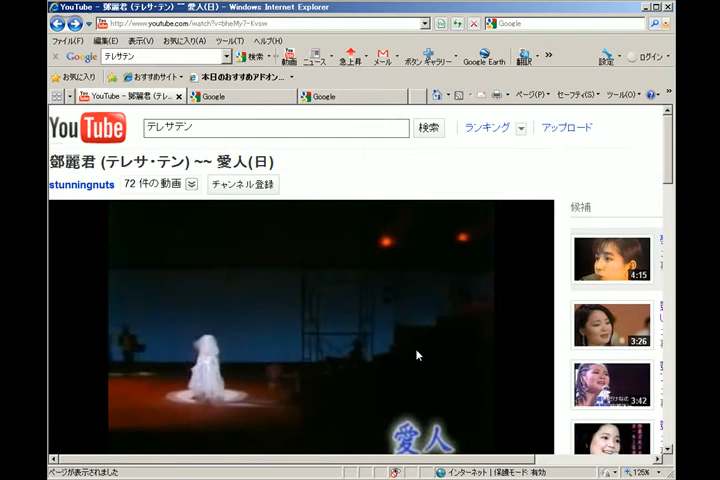 YouTube - 鄧麗君 (テレサ･テン) ~~ 愛人(日) - Windows Internet Explorer
http://www.youtube.com/watch?v=bheMy7-Kvsw
Google
ファイル(F) 編集(E) 表示(V) お気に入り(A) ツール(T) ヘルプ(H)
Google テレサテン 検索 動画 ニュース 急上昇 メール ボタン ギャラリー Google Earth 翻訳 設定 ログイン
お気に入り おすすめサイト 本日のおすすめアドオン...
YouTube - 鄧麗君 (テレ... Google Google ページ(P) セーフティ(S) ツール(O)
YouTube テレサテン 検索 ランキング アップロード
鄧麗君 (テレサ･テン) ~~ 愛人(日)
stunningnuts 72 件の動画 チャンネル登録
候補
4:15
3:26
3:42
愛人
ページが表示されました インターネット | 保護モード: 有効 125%